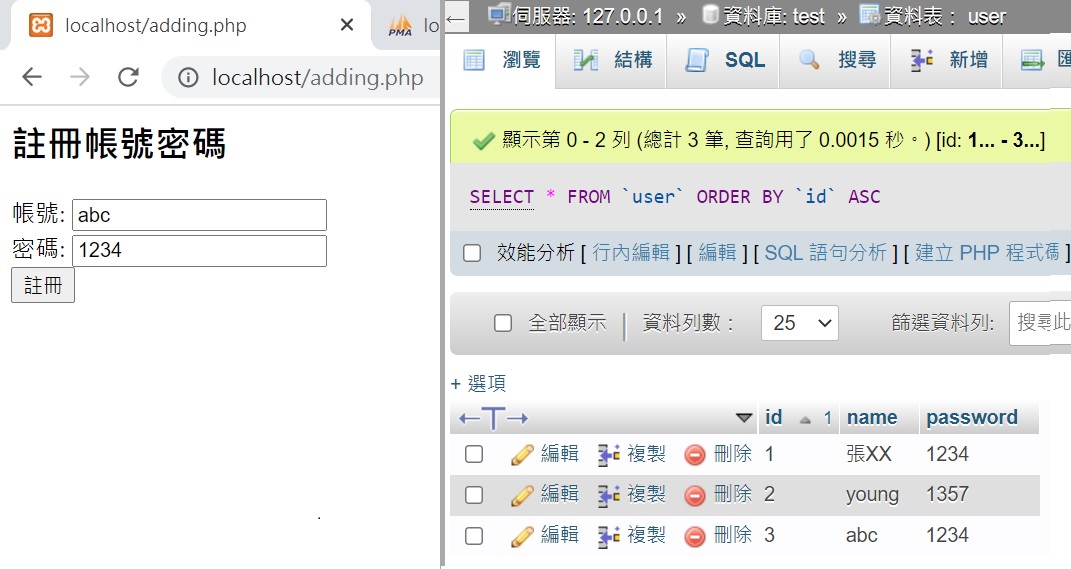 localhost/adding.php
PMA lo
localhost/adding.php
註冊帳號密碼
帳號: abc
密碼: 1234
註冊
伺服器: 127.0.0.1 » 資料庫: test » 資料表: user
瀏覽 結構 SQL 搜尋 新增 匯
顯示第 0 - 2 列 (總計 3 筆, 查詢用了 0.0015 秒。) [id: 1... - 3...]
SELECT * FROM `user` ORDER BY `id` ASC
效能分析 [ 行內編輯 ] [ 編輯 ] [ SQL 語句分析 ] [ 建立 PHP 程式碼 ]
全部顯示 | 資料列數: 25 篩選資料列: 搜尋此
+ 選項
←T→ id 1 name password
編輯 複製 刪除 1 張XX 1234
編輯 複製 刪除 2 young 1357
編輯 複製 刪除 3 abc 1234